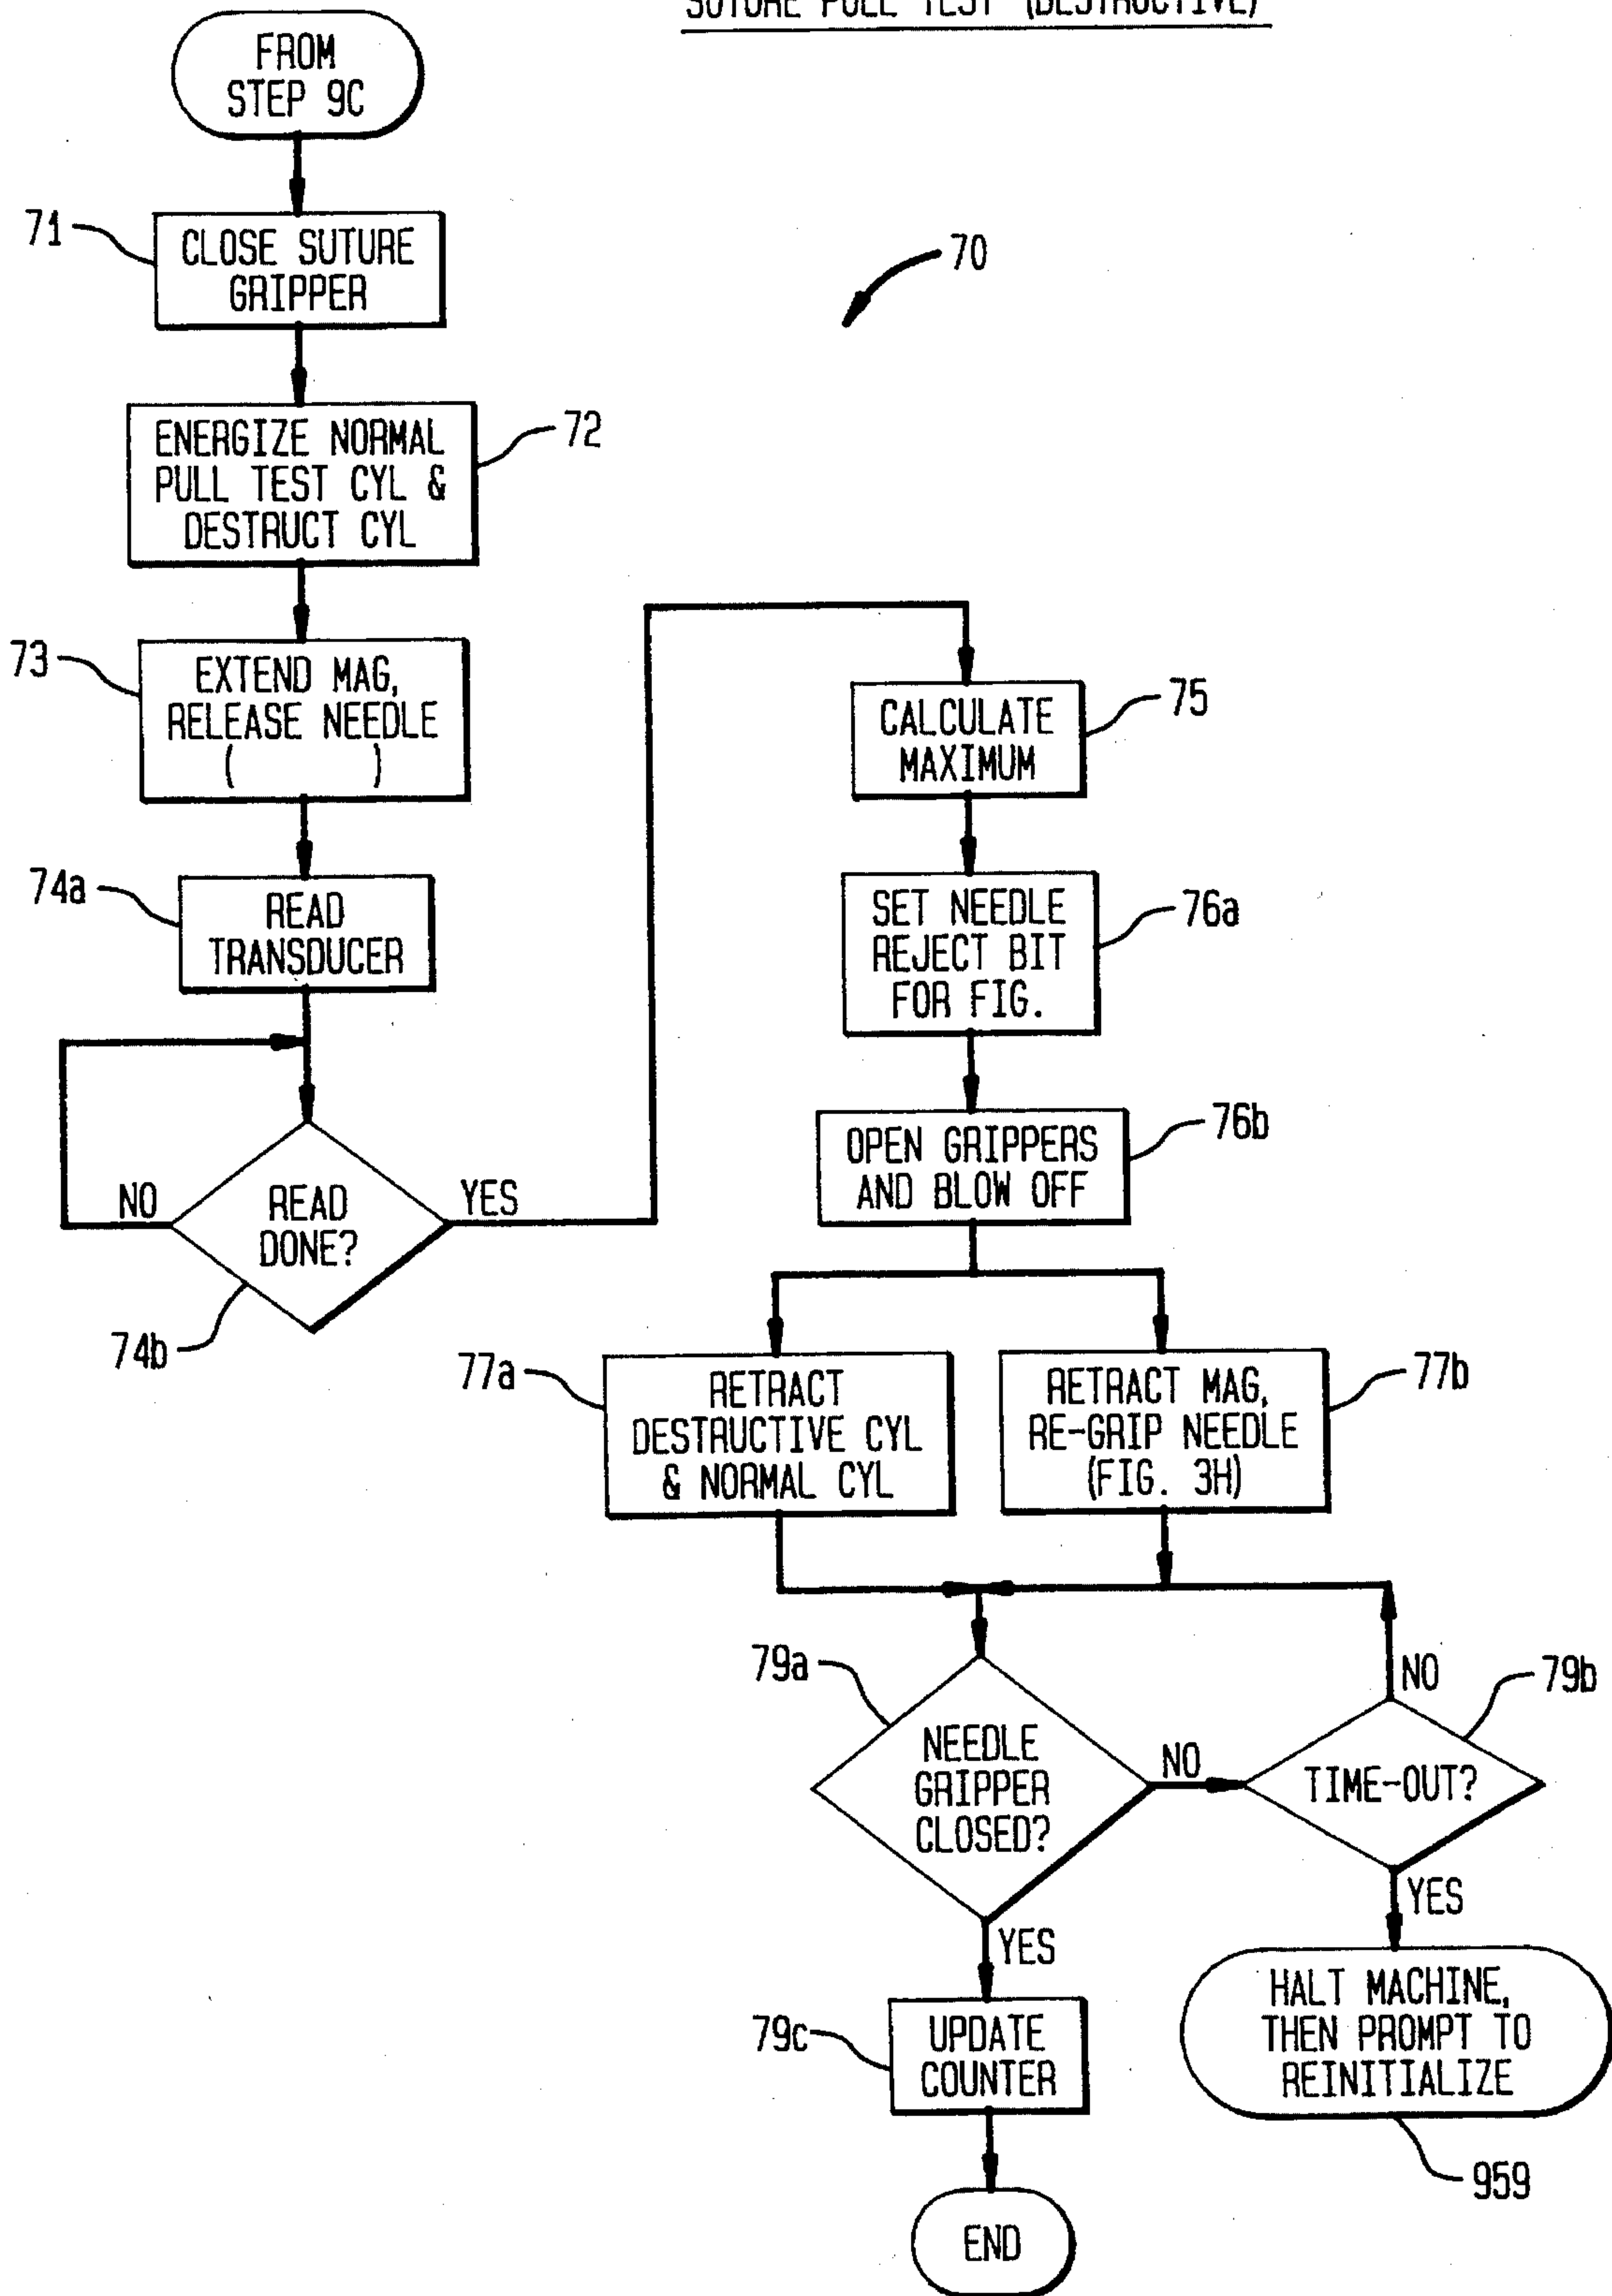 SUTURE PULL TEST (DESTRUCTIVE)
FROM
STEP 9C
71
CLOSE SUTURE
GRIPPER
70
72
ENERGIZE NORMAL
PULL TEST CYL &
DESTRUCT CYL
73
EXTEND MAG,
RELEASE NEEDLE
( )
74a
READ
TRANSDUCER
NO
READ
DONE?
YES
74b
75
CALCULATE
MAXIMUM
76a
SET NEEDLE
REJECT BIT
FOR FIG.
76b
OPEN GRIPPERS
AND BLOW OFF
77a
RETRACT
DESTRUCTIVE CYL
& NORMAL CYL
77b
RETRACT MAG,
RE-GRIP NEEDLE
(FIG. 3H)
79a
NEEDLE
GRIPPER
CLOSED?
NO
79b
TIME-OUT?
NO
YES
YES
79c
UPDATE
COUNTER
HALT MACHINE,
THEN PROMPT TO
REINITIALIZE
959
END